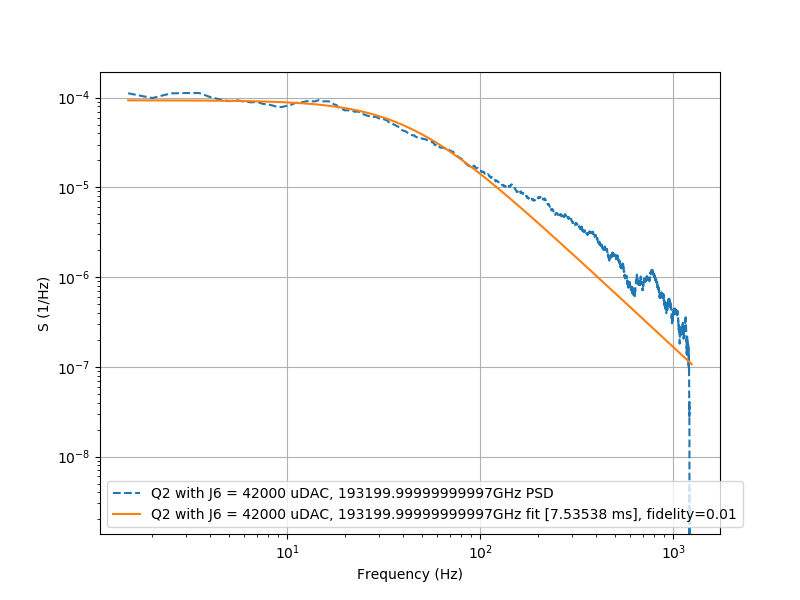 10⁻⁴
10⁻⁵
10⁻⁶
10⁻⁷
10⁻⁸
S (1/Hz)
Q2 with J6 = 42000 uDAC, 193199.99999999997GHz PSD
Q2 with J6 = 42000 uDAC, 193199.99999999997GHz fit [7.53538 ms], fidelity=0.01
10¹ 10² 10³
Frequency (Hz)